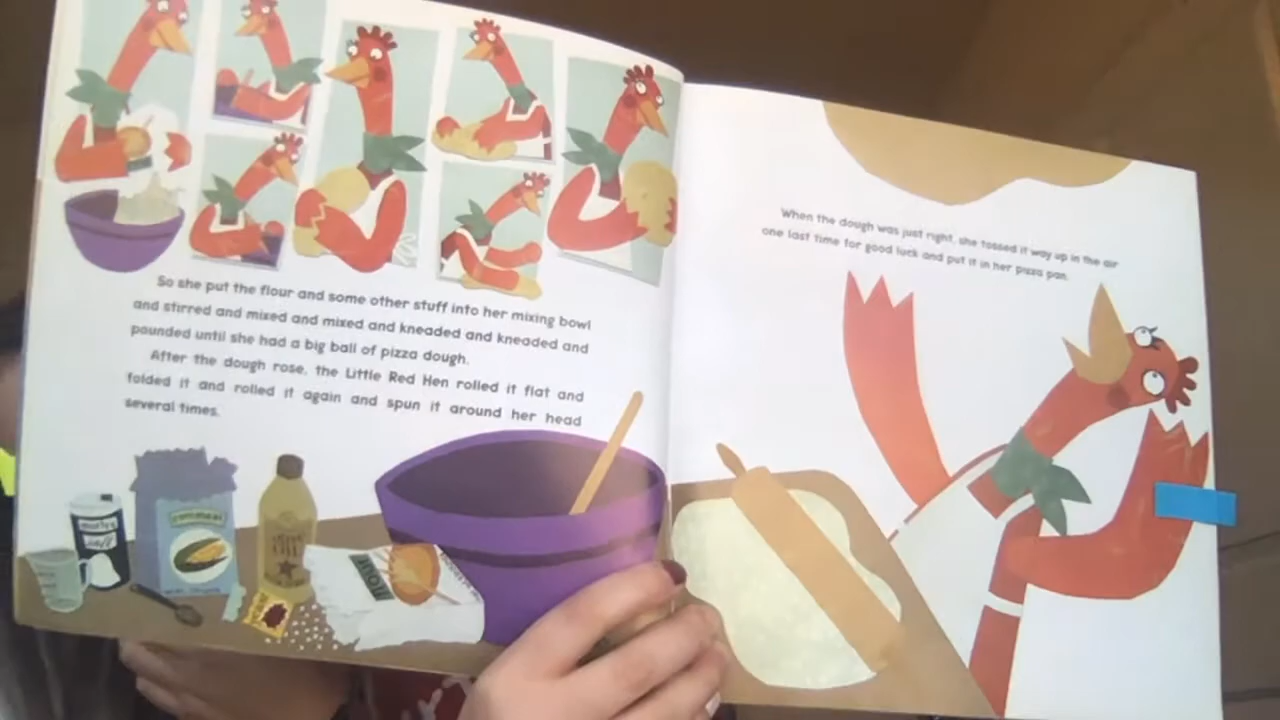 So she put the flour and some other stuff into her mixing bowl
and stirred and mixed and mixed and kneaded and kneaded and
pounded until she had a big ball of pizza dough.
After the dough rose, the Little Red Hen rolled it flat and
folded it and rolled it again and spun it around her head
several times.
When the dough was just right, she tossed it way up in the air
one last time for good luck and put it in her pizza pan.
cornmeal
flour